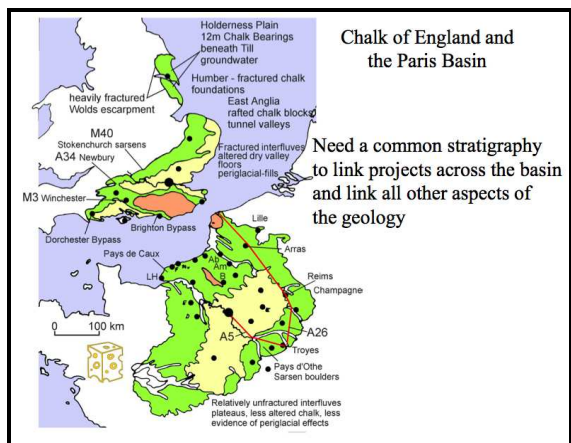 Chalk of England and
the Paris Basin
Need a common stratigraphy
to link projects across the basin
and link all other aspects of
the geology
Holderness Plain
12m Chalk Bearings
beneath Till
groundwater
Humber - fractured chalk
foundations
heavily fractured
Wolds escarpment
East Anglia
rafted chalk blocks
tunnel valleys
M40
Stokenchurch sarsens
A34 Newbury
Fractured interfluves
altered dry valley
floors
periglacial-fills
M3 Winchester
Dorchester Bypass
Brighton Bypass
Lille
Arras
Pays de Caux
Ab
Am
LH
B
Reims
Champagne
0 100 km
A5
A26
Troyes
Pays d'Othe
Sarsen boulders
Relatively unfractured interfluves
plateaus, less altered chalk, less
evidence of periglacial effects